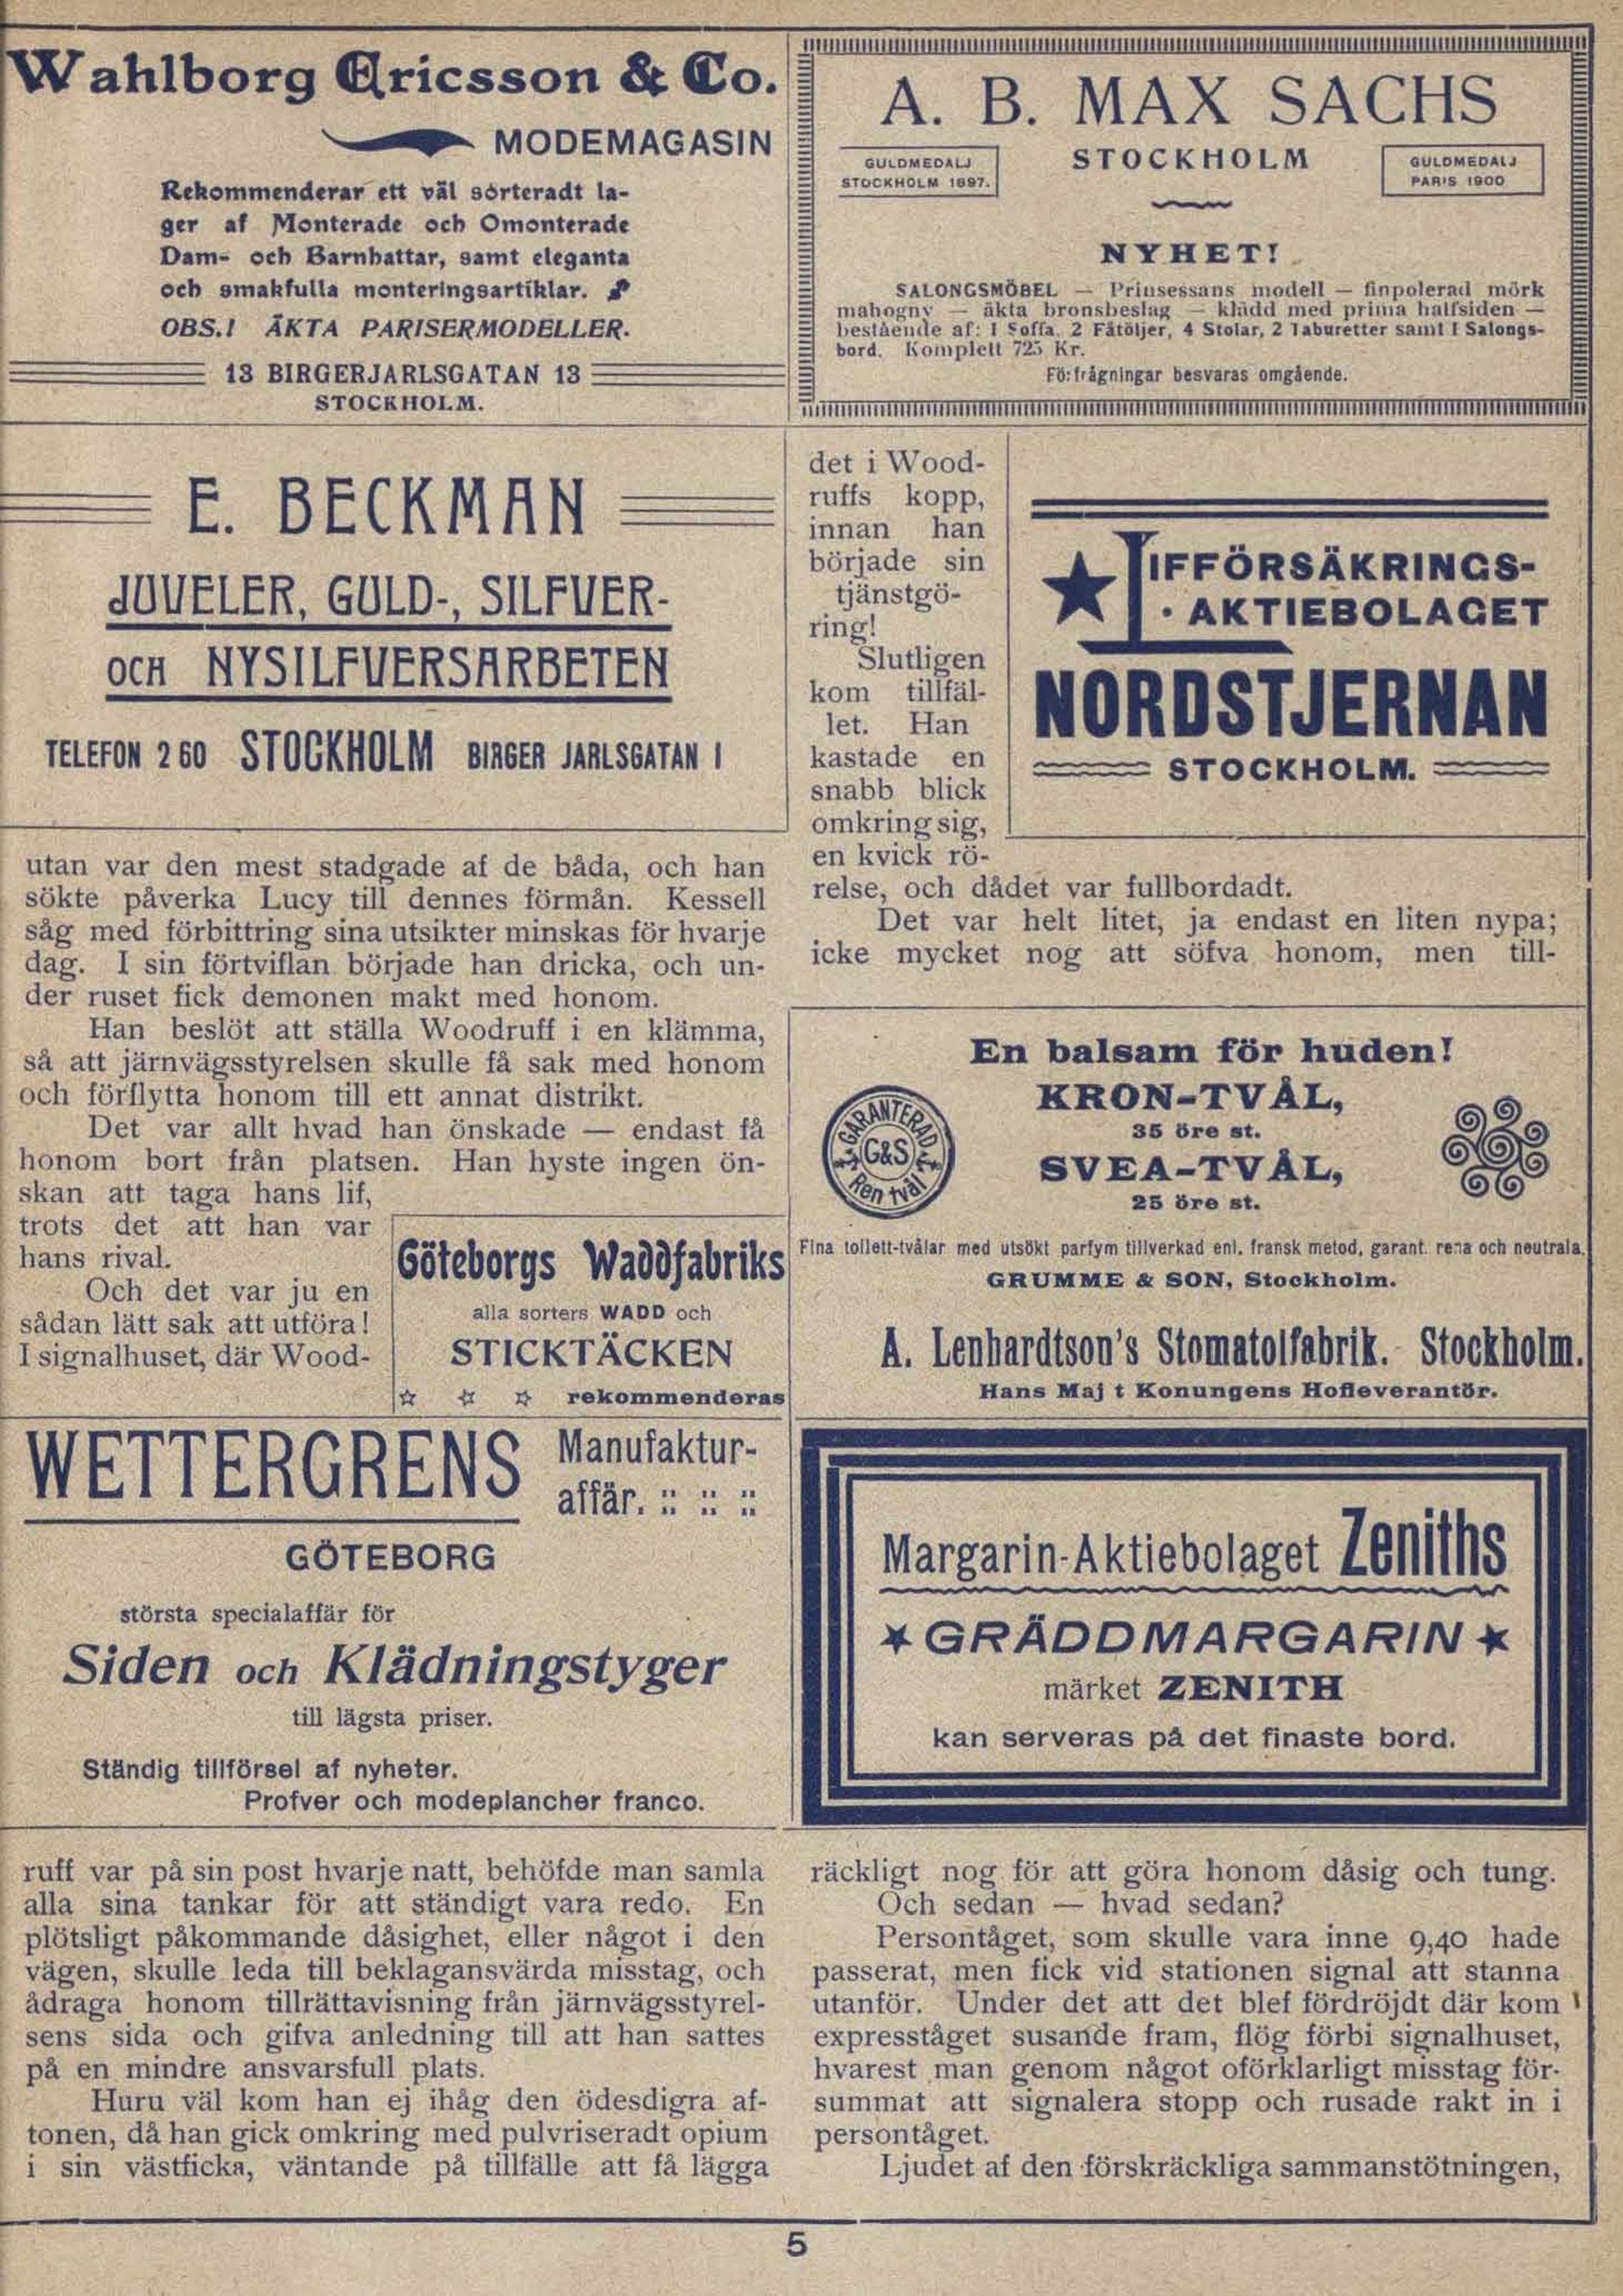 Wahlborg Ericsson & Co.
MODEMAGASIN
Rekommenderar ett väl sorteradt la-
ger af Monterade och Omonterade
Dam- och Barnhattar, samt eleganta
och smakfulla monteringsartiklar.
OBS.! ÄKTA PARISERMODELLER.
13 BIRGERJARLSGATAN 13
STOCKHOLM.
A. B. MAX SACHS
GULDMEDALJ
STOCKHOLM 1897.
STOCKHOLM
GULDMEDALJ
PARIS 1900
NYHET!
SALONGSMÖBEL — Prinsessans modell — finpolerad mörk
mahogny — äkta bronsbeslag — klädd med prima halfsiden —
bestående af: 1 Soffa, 2 Fåtöljer, 4 Stolar, 2 Taburetter samt 1 Salongs-
bord. Komplett 725 Kr.
Förfrågningar besvaras omgående.
E. BECKMAN
JUVELER, GULD-, SILFVER-
OCH NYSILFVERSARBETEN
TELEFON 2 60 STOCKHOLM BIRGER JARLSGATAN 1
utan var den mest stadgade af de båda, och han
sökte påverka Lucy till dennes förmån. Kessell
såg med förbittring sina utsikter minskas för hvarje
dag. I sin förtviflan började han dricka, och un-
der ruset fick demonen makt med honom.
Han beslöt att ställa Woodruff i en klämma,
så att järnvägsstyrelsen skulle få sak med honom
och förflytta honom till ett annat distrikt.
Det var allt hvad han önskade — endast få
honom bort från platsen. Han hyste ingen ön-
skan att taga hans lif,
trots det att han var
hans rival.
Och det var ju en
sådan lätt sak att utföra!
I signalhuset, där Wood-
Göteborgs Waddfabriks
alla sorters WADD och
STICKTÄCKEN
rekommenderas
WETTERGRENS Manufaktur-
affär. :: :: ::
GÖTEBORG
största specialaffär för
Siden och Klädningstyger
till lägsta priser.
Ständig tillförsel af nyheter.
Profver och modeplancher franco.
ruff var på sin post hvarje natt, behöfde man samla
alla sina tankar för att ständigt vara redo. En
plötsligt påkommande dåsighet, eller något i den
vägen, skulle leda till beklagansvärda misstag, och
ådraga honom tillrättavisning från järnvägsstyrel-
sens sida och gifva anledning till att han sattes
på en mindre ansvarsfull plats.
Huru väl kom han ej ihåg den ödesdigra af-
tonen, då han gick omkring med pulvriseradt opium
i sin västficka, väntande på tillfälle att få lägga
det i Wood-
ruffs kopp,
innan han
började sin
tjänstgö-
ring!
Slutligen
kom tillfäl-
let. Han
kastade en
snabb blick
omkring sig,
en kvick rö-
relse, och dådet var fullbordadt.
Det var helt litet, ja endast en liten nypa;
icke mycket nog att söfva honom, men till-
LIFFÖRSÄKRINGS-
· AKTIEBOLAGET
NORDSTJERNAN
STOCKHOLM.
En balsam för huden!
KRON-TVÅL,
35 öre st.
SVEA-TVÅL,
25 öre st.
GARANTERAD
G&S
Ren tvål
Fina toilett-tvålar med utsökt parfym tillverkad enl. fransk metod, garant. rena och neutrala.
GRUMME & SON, Stockholm.
A. Lenhardtson's Stomatolfabrik. Stockholm.
Hans Maj t Konungens Hofleverantör.
Margarin-Aktiebolaget Zeniths
GRÄDDMARGARIN
märket ZENITH
kan serveras på det finaste bord.
räckligt nog för att göra honom dåsig och tung.
Och sedan — hvad sedan?
Persontåget, som skulle vara inne 9,40 hade
passerat, men fick vid stationen signal att stanna
utanför. Under det att det blef fördröjdt där kom
expresståget susande fram, flög förbi signalhuset,
hvarest man genom något oförklarligt misstag för-
summat att signalera stopp och rusade rakt in i
persontåget.
Ljudet af den förskräckliga sammanstötningen,
5